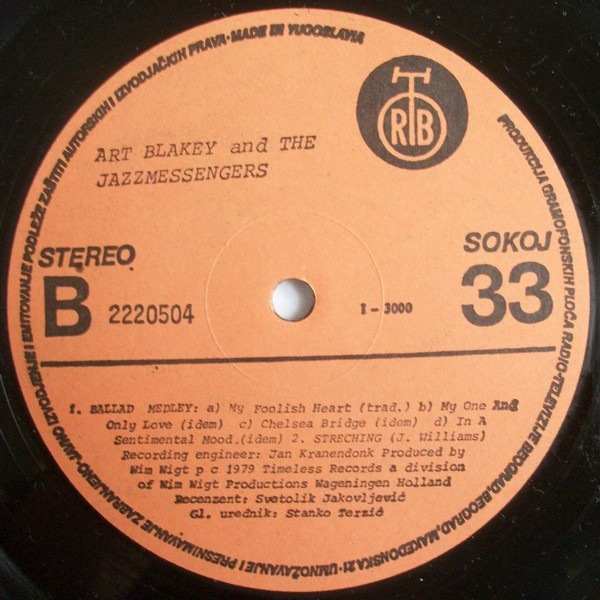 ART BLAKEY and THE
JAZZMESSENGERS
RTB
STEREO
SOKOJ
B
2220504
I - 3000
33
1. BALLAD MEDLEY: a) My Foolish Heart (trad.) b) My One And
Only Love (idem) c) Chelsea Bridge (idem) d) In A
Sentimental Mood.(idem) 2. STRECHING (J. Williams)
Recording engineer: Jan Kranendonk Produced by
Wim Wigt p c 1979 Timeless Records a division
of Wim Wigt Productions Wageningen Holland
Recenzent: Svetolik Jakovljević
Gl. urednik: Stanko Terzić
PRODUKCIJA GRAMOFONSKIH PLOČA RADIO-TELEVIZIJE BEOGRAD, BEOGRAD, MAKEDONSKA 21 · UMNOŽAVANJE I PRESNIMAVANJE ZABRANJENO · JAVNO IZVODJENJE I EMITOVANJE PODLEŽE ZAŠTITI AUTORSKIH I IZVODJAČKIH PRAVA · MADE IN YUGOSLAVIA